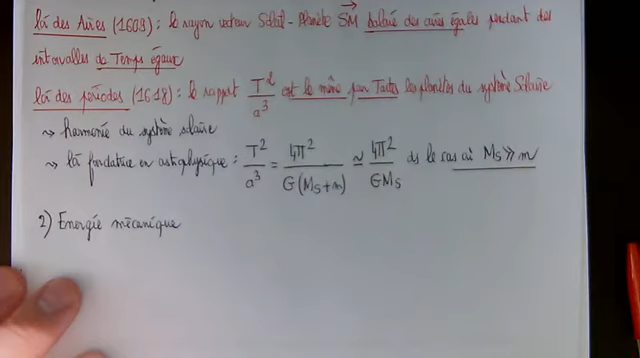 Loi des Aires (1609) : le rayon vecteur Soleil - Planète SM balaie des aires égales pendant des
intervalles de Temps égaux
Loi des périodes (1618) : le rapport T²/a³ est le même pour Toutes les planètes du système Solaire
⇝ harmonie du système solaire
⇝ loi fondatrice en astrophysique : T²/a³ = 4π²/G(Ms+m) ≃ 4π²/GMs ds le cas où Ms ≫ m
2) Energie mécanique